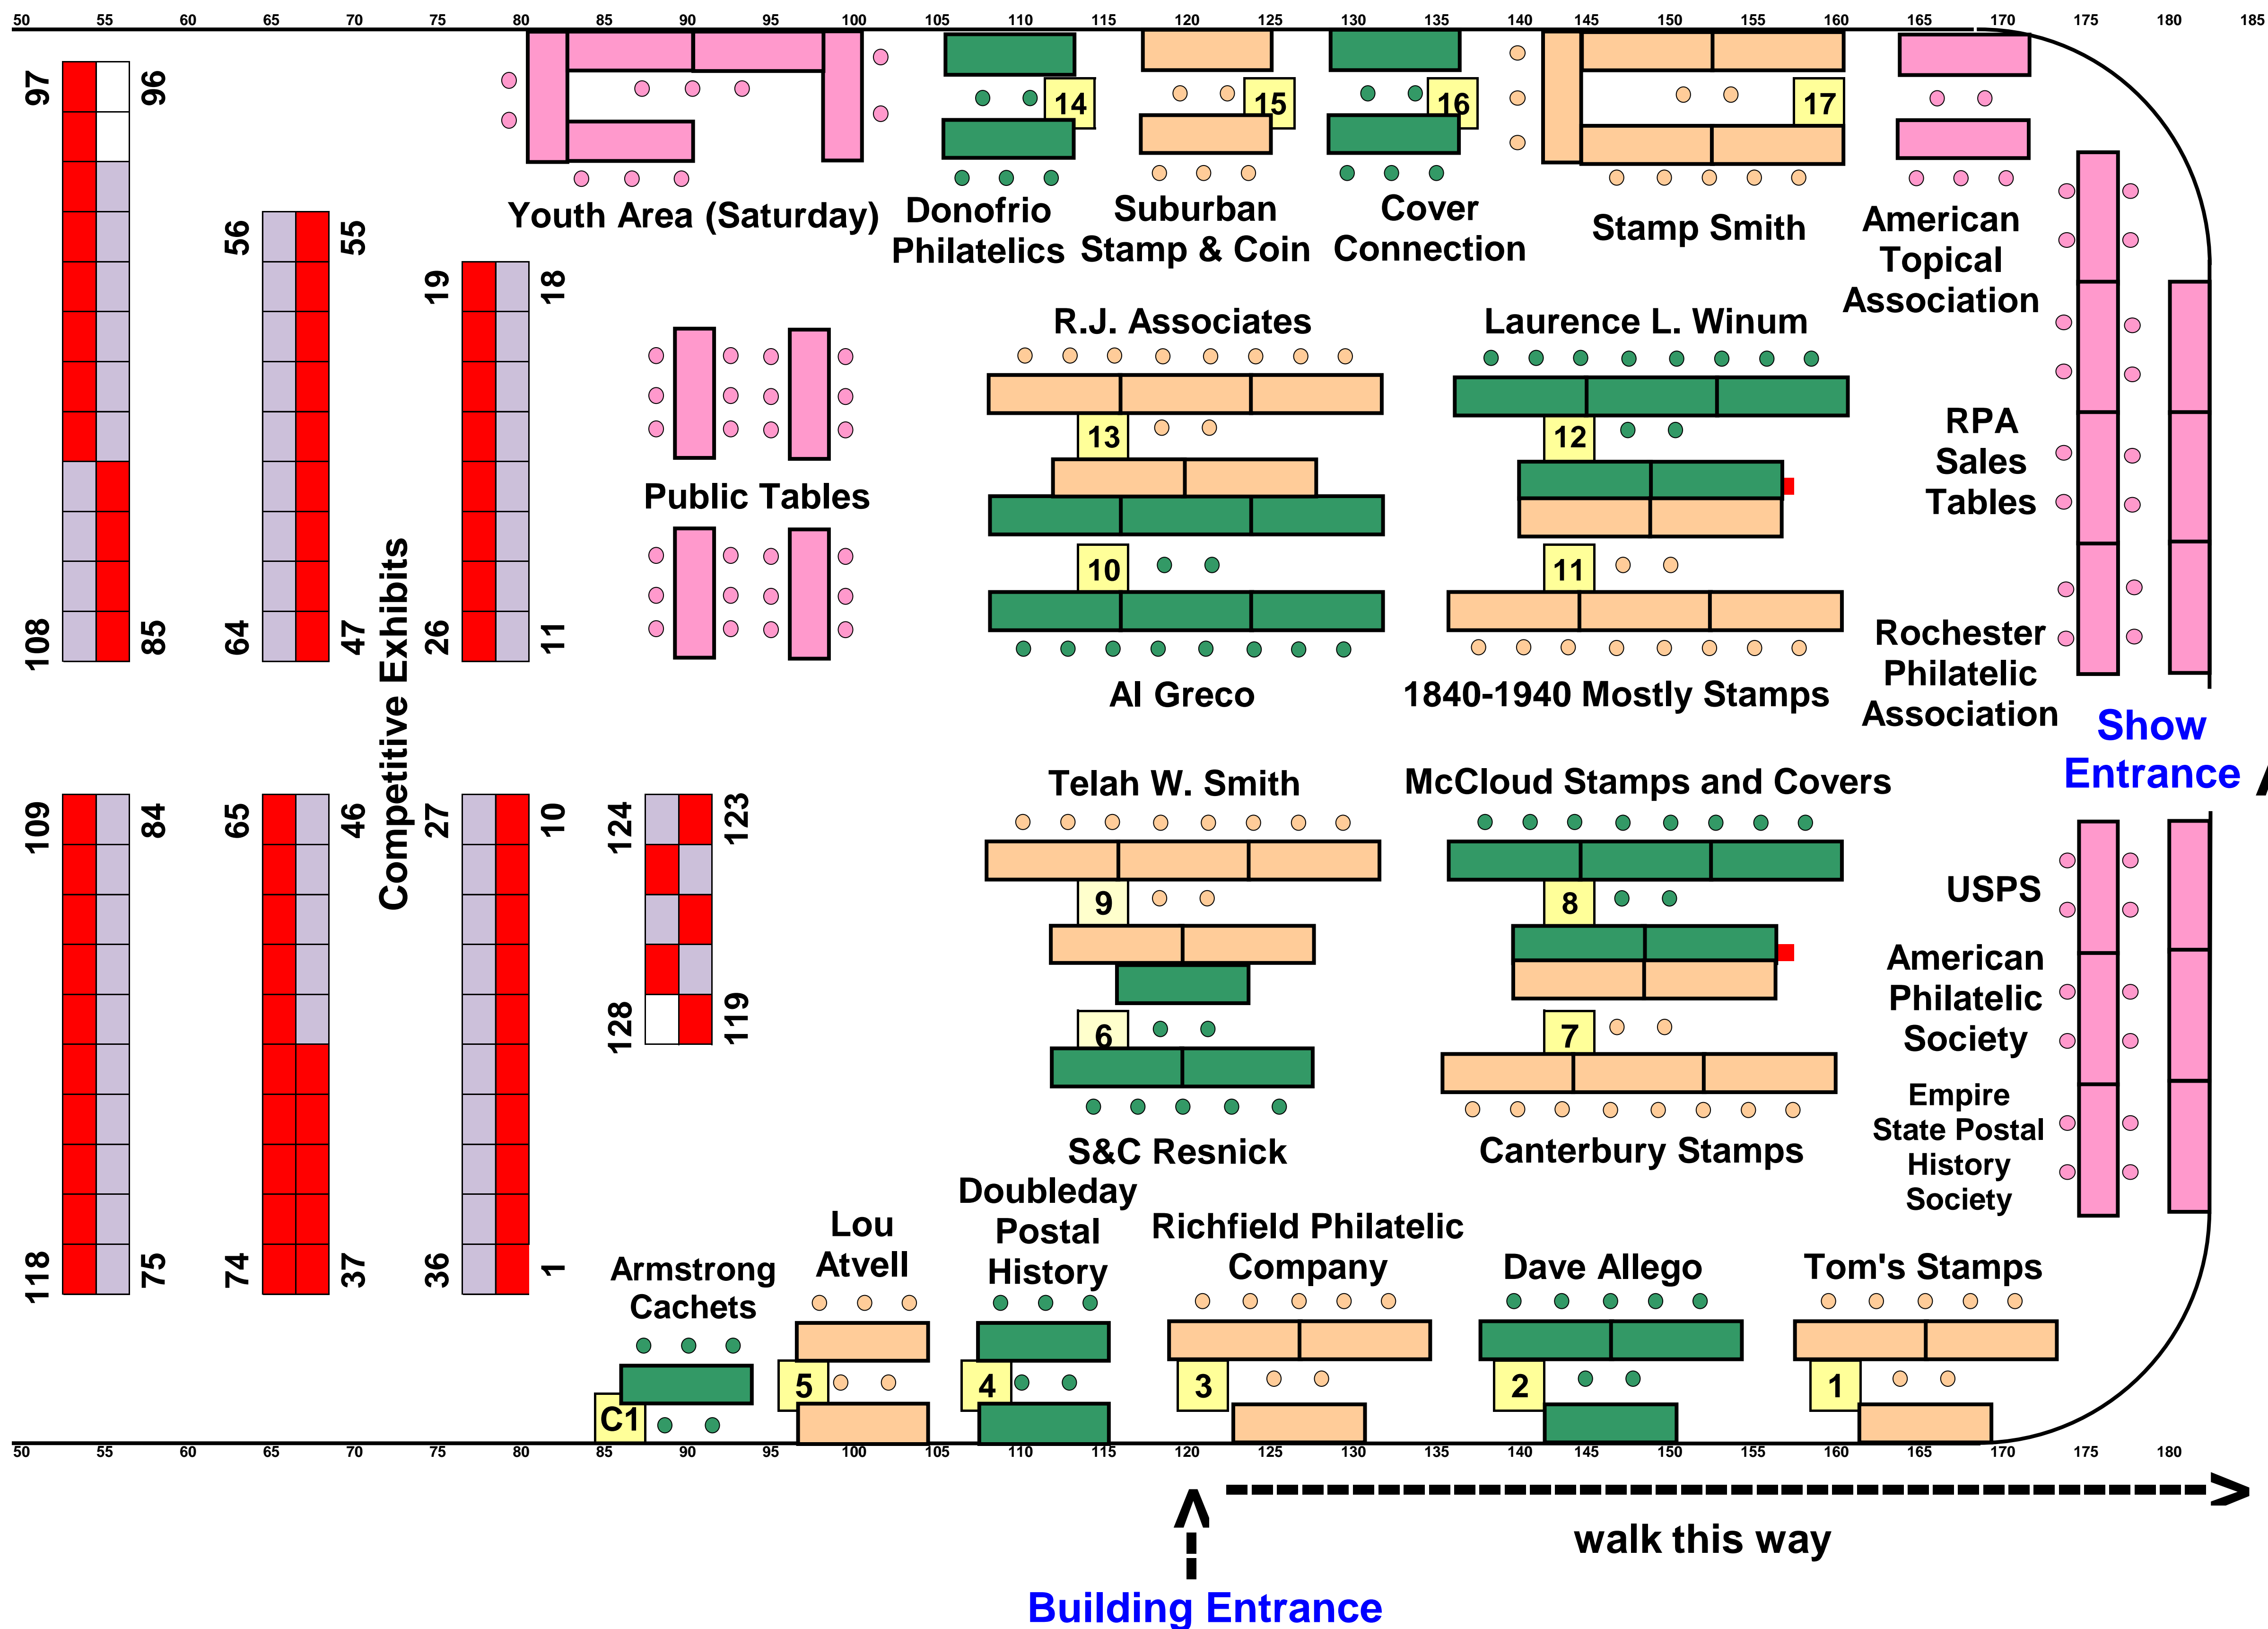 50 55 60 65 70 75 80 85 90 95 100 105 110 115 120 125 130 135 140 145 150 155 160 165 170 175 180 185
97 96
14 15 16 17
Youth Area (Saturday)
Donofrio
Philatelics
Suburban
Stamp & Coin
Cover
Connection
Stamp Smith
American
Topical
Association
56 55
19 18
R.J. Associates
Laurence L. Winum
13 12
RPA
Sales
Tables
Public Tables
Competitive Exhibits
10 11
108 85 64 47 26 11
Rochester
Philatelic
Association
Al Greco
1840-1940 Mostly Stamps
Show
Entrance
Telah W. Smith
McCloud Stamps and Covers
109 84 65 46 27 10 124 123
9 8
USPS
American
Philatelic
Society
128 119
6 7
Empire
State Postal
History
Society
S&C Resnick
Canterbury Stamps
118 75 74 37 36 1
Armstrong
Cachets
Lou
Atvell
Doubleday
Postal
History
Richfield Philatelic
Company
Dave Allego
Tom's Stamps
C1 5 4 3 2 1
50 55 60 65 70 75 80 85 90 95 100 105 110 115 120 125 130 135 140 145 150 155 160 165 170 175 180
>
walk this way
Building Entrance